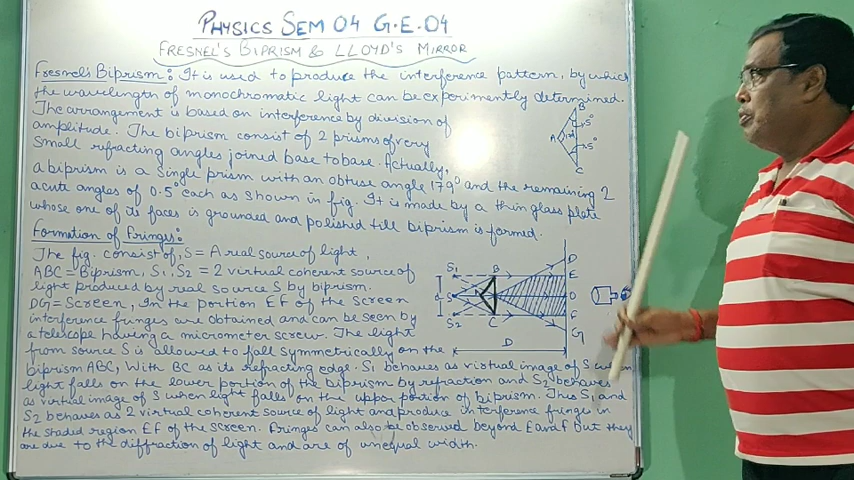 PHYSICS SEM 04 G.E.04
FRESNEL'S BIPRISM & LLOYD'S MIRROR
Fresnel's Biprism: It is used to produce the interference pattern, by which
the wavelength of monochromatic light can be experimently determined.
The arrangement is based on interference by division of
amplitude. The biprism consist of 2 prisms of very
small refracting angles joined base to base. Actually,
a biprism is a single prism with an obtuse angle 179° and the remaining 2
acute angles of 0.5° each as shown in fig. It is made by a thin glass plate
whose one of its faces is grounded and polished till biprism is formed.
B
A
C
Formation of Fringes:
The fig. consist of, S = A real source of light,
ABC = Biprism, S1, S2 = 2 virtual coherent source of
light produced by real source S by biprism.
DG = Screen, In the portion EF of the screen
interference fringes are obtained and can be seen by
a telescope having a micrometer screw. The light
from source S is allowed to fall symmetrically on the
biprism ABC, with BC as its refracting edge. S1 behaves as virtual image of S when
light falls on the lower portion of the biprism by refraction and S2 behaves
as virtual image of S when light falls on the uppor portion of biprism. Thus S1 and
S2 behaves as 2 virtual coherent source of light and produce interference fringes in
the shaded region EF of the screen. Fringes can also be observed beyond E and F but they
are due to the diffraction of light and are of unequal width.
S1
B
D
E
S
O
S2
C
F
G
D